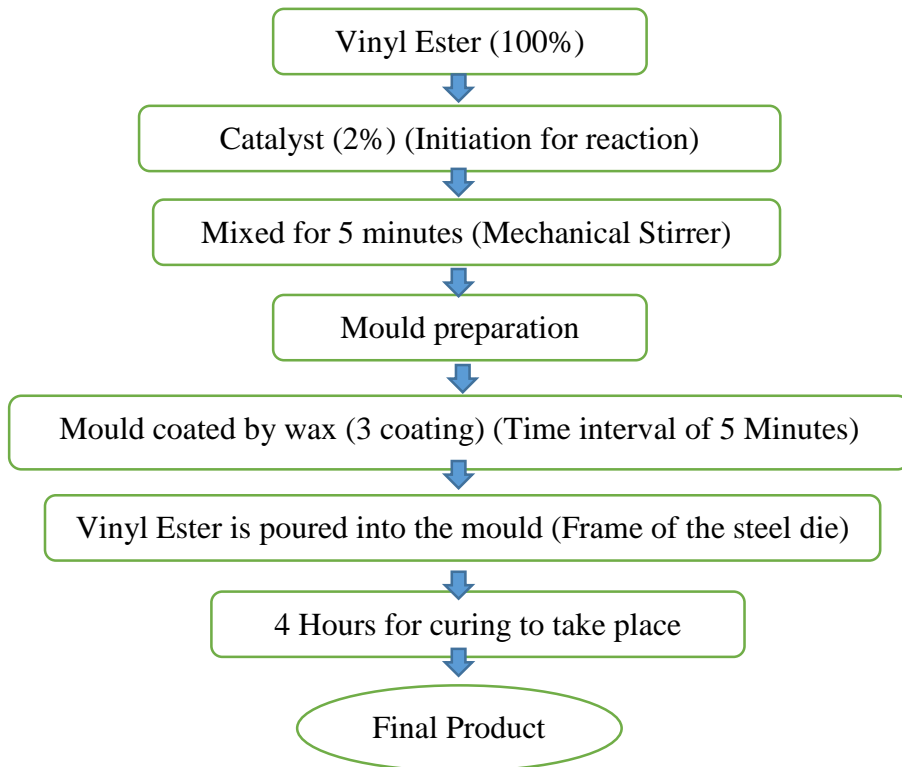 Vinyl Ester (100%)
Catalyst (2%) (Initiation for reaction)
Mixed for 5 minutes (Mechanical Stirrer)
Mould preparation
Mould coated by wax (3 coating) (Time interval of 5 Minutes)
Vinyl Ester is poured into the mould (Frame of the steel die)
4 Hours for curing to take place
Final Product